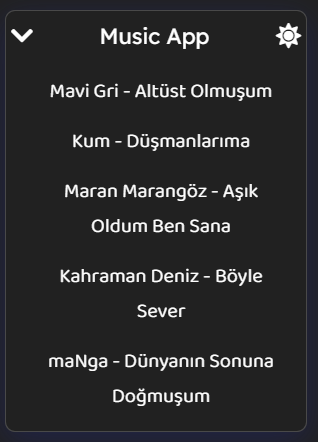 Music App
Mavi Gri - Altüst Olmuşum
Kum - Düşmanlarıma
Maran Marangöz - Aşık
Oldum Ben Sana
Kahraman Deniz - Böyle
Sever
maNga - Dünyanın Sonuna
Doğmuşum